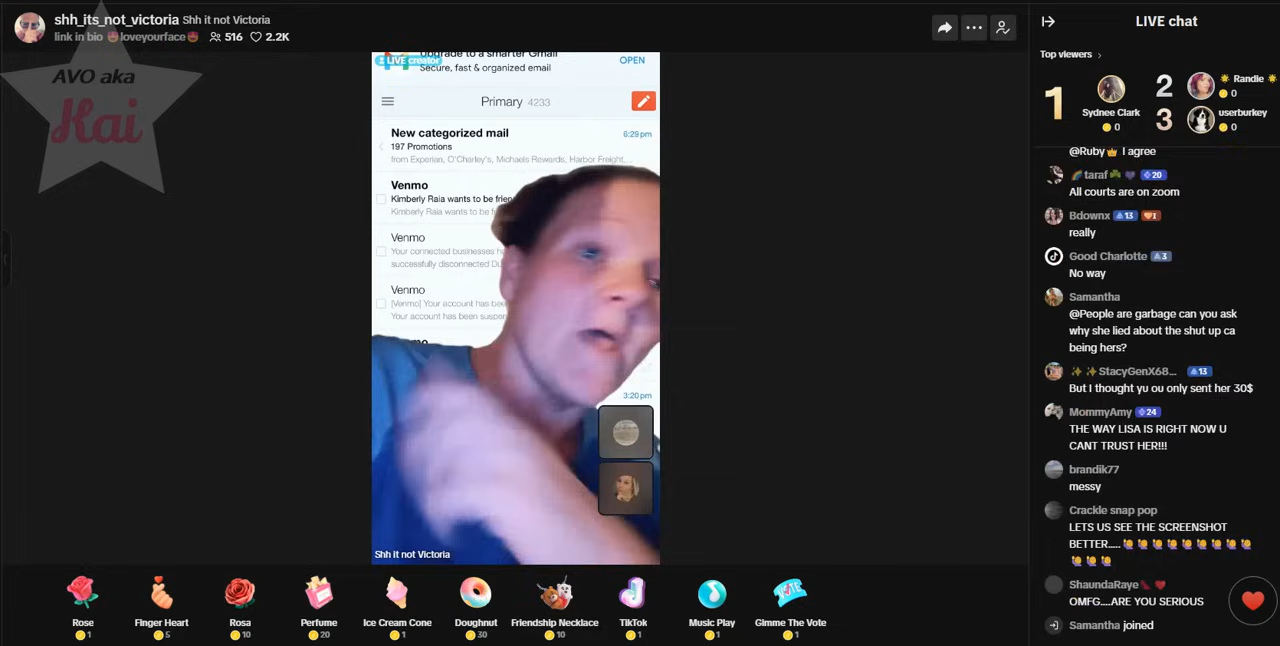 shh_its_not_victoria Shh it not Victoria
link in bio 😍loveyourface😍 516 2.2K
AVO aka
Kai
Upgrade to a smarter Gmail
LIVE creator
Secure, fast & organized email
OPEN
Primary 4233
New categorized mail 6:29pm
197 Promotions
from Experian, O'Charley's, Michaels Rewards, Harbor Freight, ...
Venmo
Kimberly Raia wants to be frien
Kimberly Raia wants to be f
Venmo
Your connected businesses h
successfully disconnected Du
Venmo
[Venmo] Your account has bee
Your account has been suspen
3:20pm
Shh it not Victoria
Rose
1
Finger Heart
5
Rosa
10
Perfume
20
Ice Cream Cone
1
Doughnut
30
Friendship Necklace
10
TikTok
1
Music Play
1
VOTE
Gimme The Vote
1
LIVE chat
Top viewers >
1
Sydnee Clark
0
2
☀️ Randie ☀️
0
3
userburkey
0
@Ruby👑 I agree
🌈taraf☘️💜 20
All courts are on zoom
Bdownx 13 1
really
Good Charlotte 3
No way
Samantha
@People are garbage can you ask
why she lied about the shut up ca
being hers?
✨ ✨StacyGenX68... 13
But I thought yu ou only sent her 30$
MommyAmy 24
THE WAY LISA IS RIGHT NOW U
CANT TRUST HER!!!
brandik77
messy
Crackle snap pop
LETS US SEE THE SCREENSHOT
BETTER.....🙋🙋🙋🙋🙋🙋🙋🙋🙋
🙋🙋🙋
ShaundaRaye👠❤️
OMFG....ARE YOU SERIOUS
Samantha joined